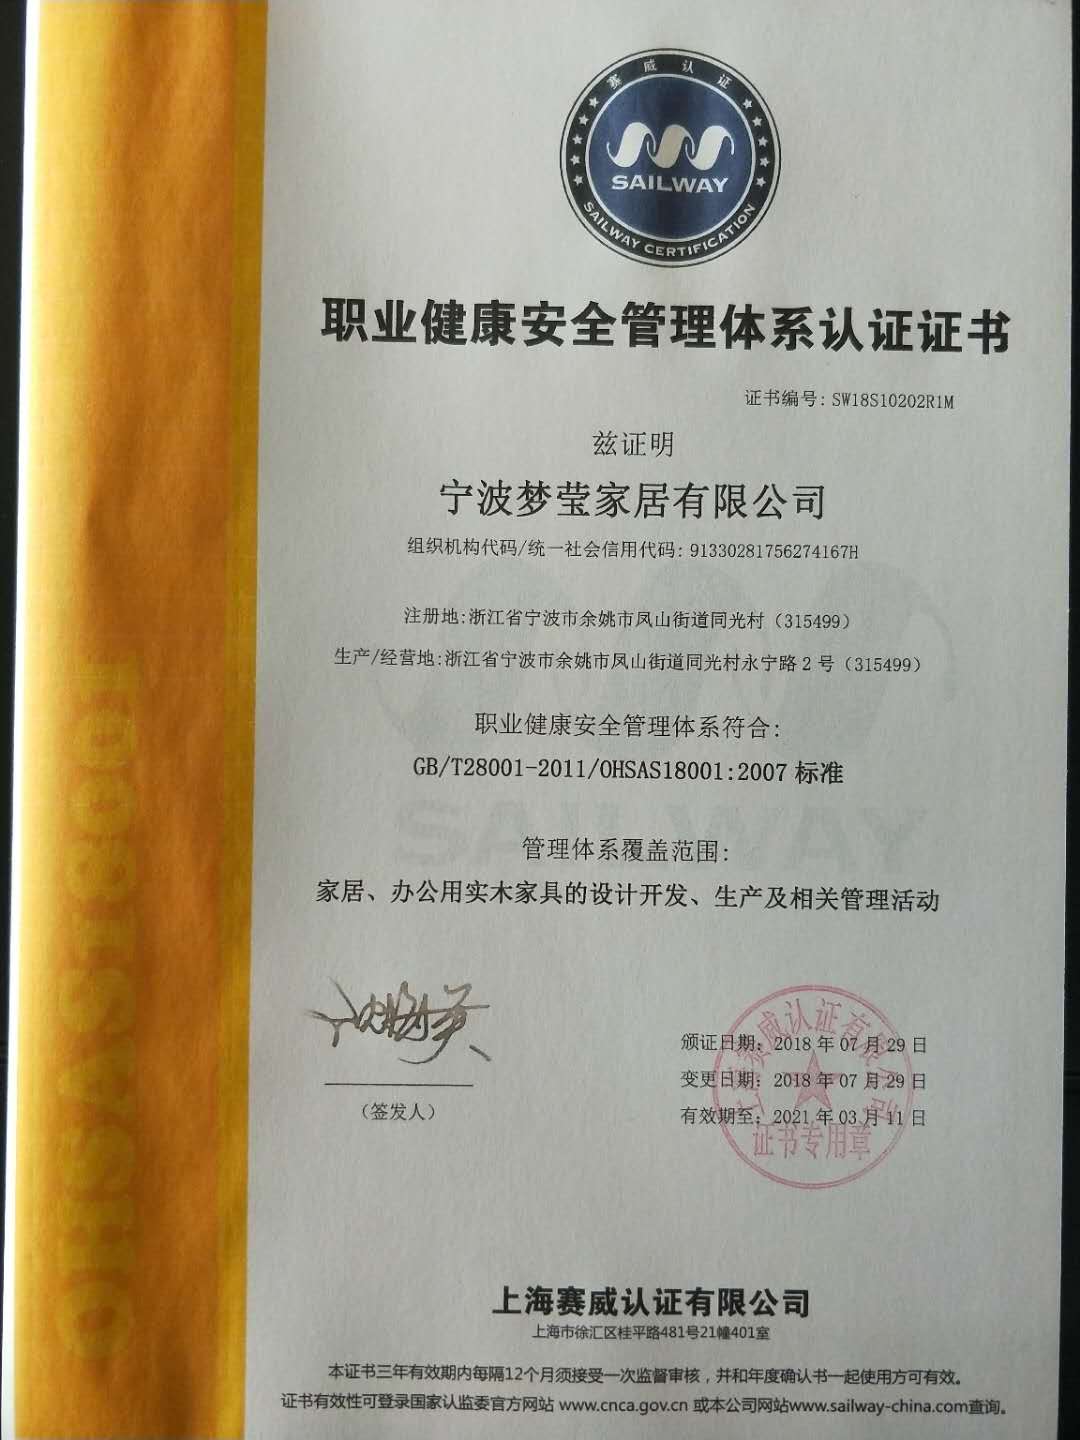 赛威认证
SAILWAY
SAILWAY CERTIFICATION
职业健康安全管理体系认证证书
证书编号: SW18S10202R1M
兹证明
宁波梦莹家居有限公司
组织机构代码/统一社会信用代码: 91330281756274167H
注册地:浙江省宁波市余姚市凤山街道同光村（315499）
生产/经营地:浙江省宁波市余姚市凤山街道同光村永宁路 2 号（315499）
职业健康安全管理体系符合:
GB/T28001-2011/OHSAS18001:2007 标准
SAILWAY
管理体系覆盖范围:
家居、办公用实木家具的设计开发、生产及相关管理活动
颁证日期: 2018 年 07 月 29 日
变更日期: 2018 年 07 月 29 日
有效期至: 2021 年 03 月 11 日
（签发人）
上海赛威认证有限公司
证书专用章
OHSAS18001
上海赛威认证有限公司
上海市徐汇区桂平路481号21幢401室
本证书三年有效期内每隔12个月须接受一次监督审核，并和年度确认书一起使用方可有效。
证书有效性可登录国家认监委官方网站 www.cnca.gov.cn 或本公司网站www.sailway-china.com查询。